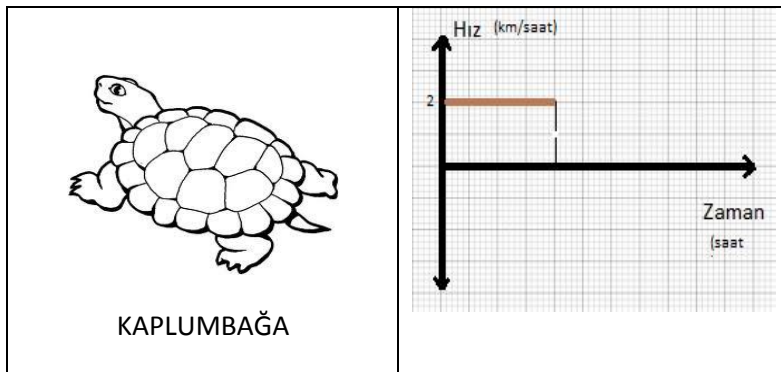 KAPLUMBAĞA
Hız (km/saat)
2
Zaman
(saat